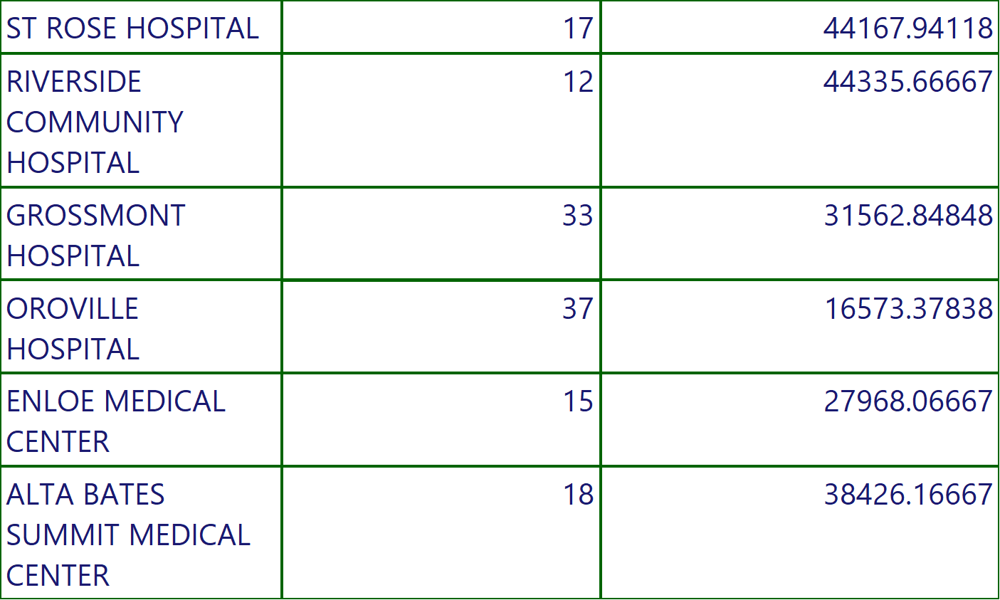 ST ROSE HOSPITAL 17 44167.94118
RIVERSIDE 12 44335.66667
COMMUNITY
HOSPITAL
GROSSMONT 33 31562.84848
HOSPITAL
OROVILLE 37 16573.37838
HOSPITAL
ENLOE MEDICAL 15 27968.06667
CENTER
ALTA BATES 18 38426.16667
SUMMIT MEDICAL
CENTER